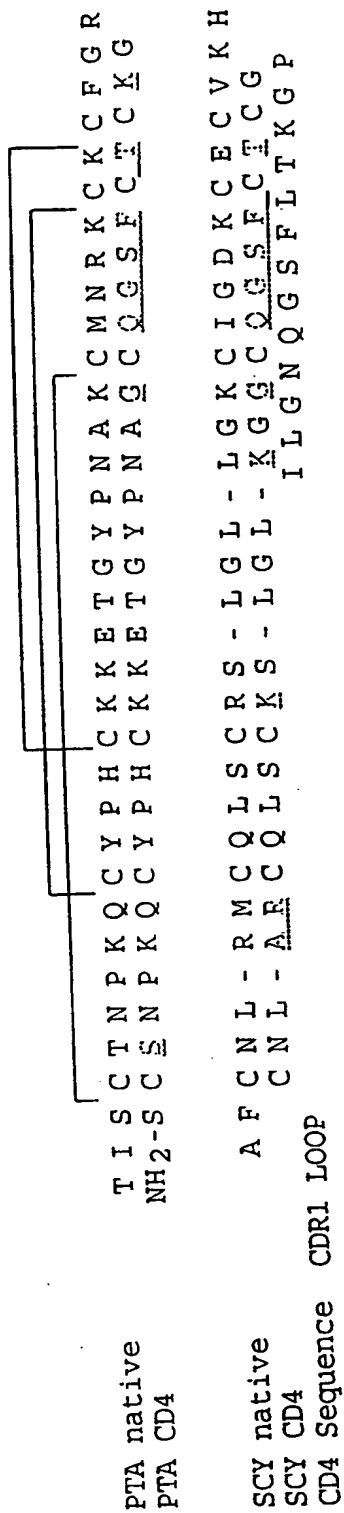 PTA native T I S C T N P K Q C Y P H C K K E T G Y P N A K C M N R K C K C F G R
PTA CD4 NH2-S C S N P K Q C Y P H C K K E T G Y P N A G C Q G S F C T C K G
SCY native A F C N L - R M C Q L S C R S - L G L - L G K C I G D K C E C V K H
SCY CD4 C N L - A R C Q L S C K S - L G L - K G G C Q G S F C T C G
CD4 Sequence CDR1 LOOP I L G N Q G S F L T K G P